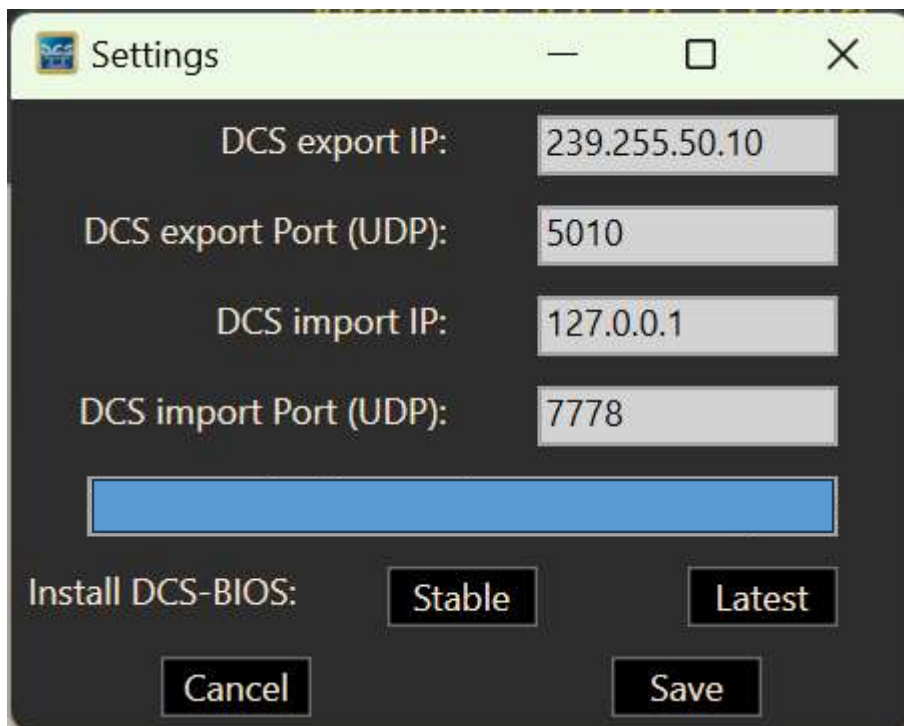 Settings
DCS export IP: 239.255.50.10
DCS export Port (UDP): 5010
DCS import IP: 127.0.0.1
DCS import Port (UDP): 7778
Install DCS-BIOS: Stable Latest
Cancel Save